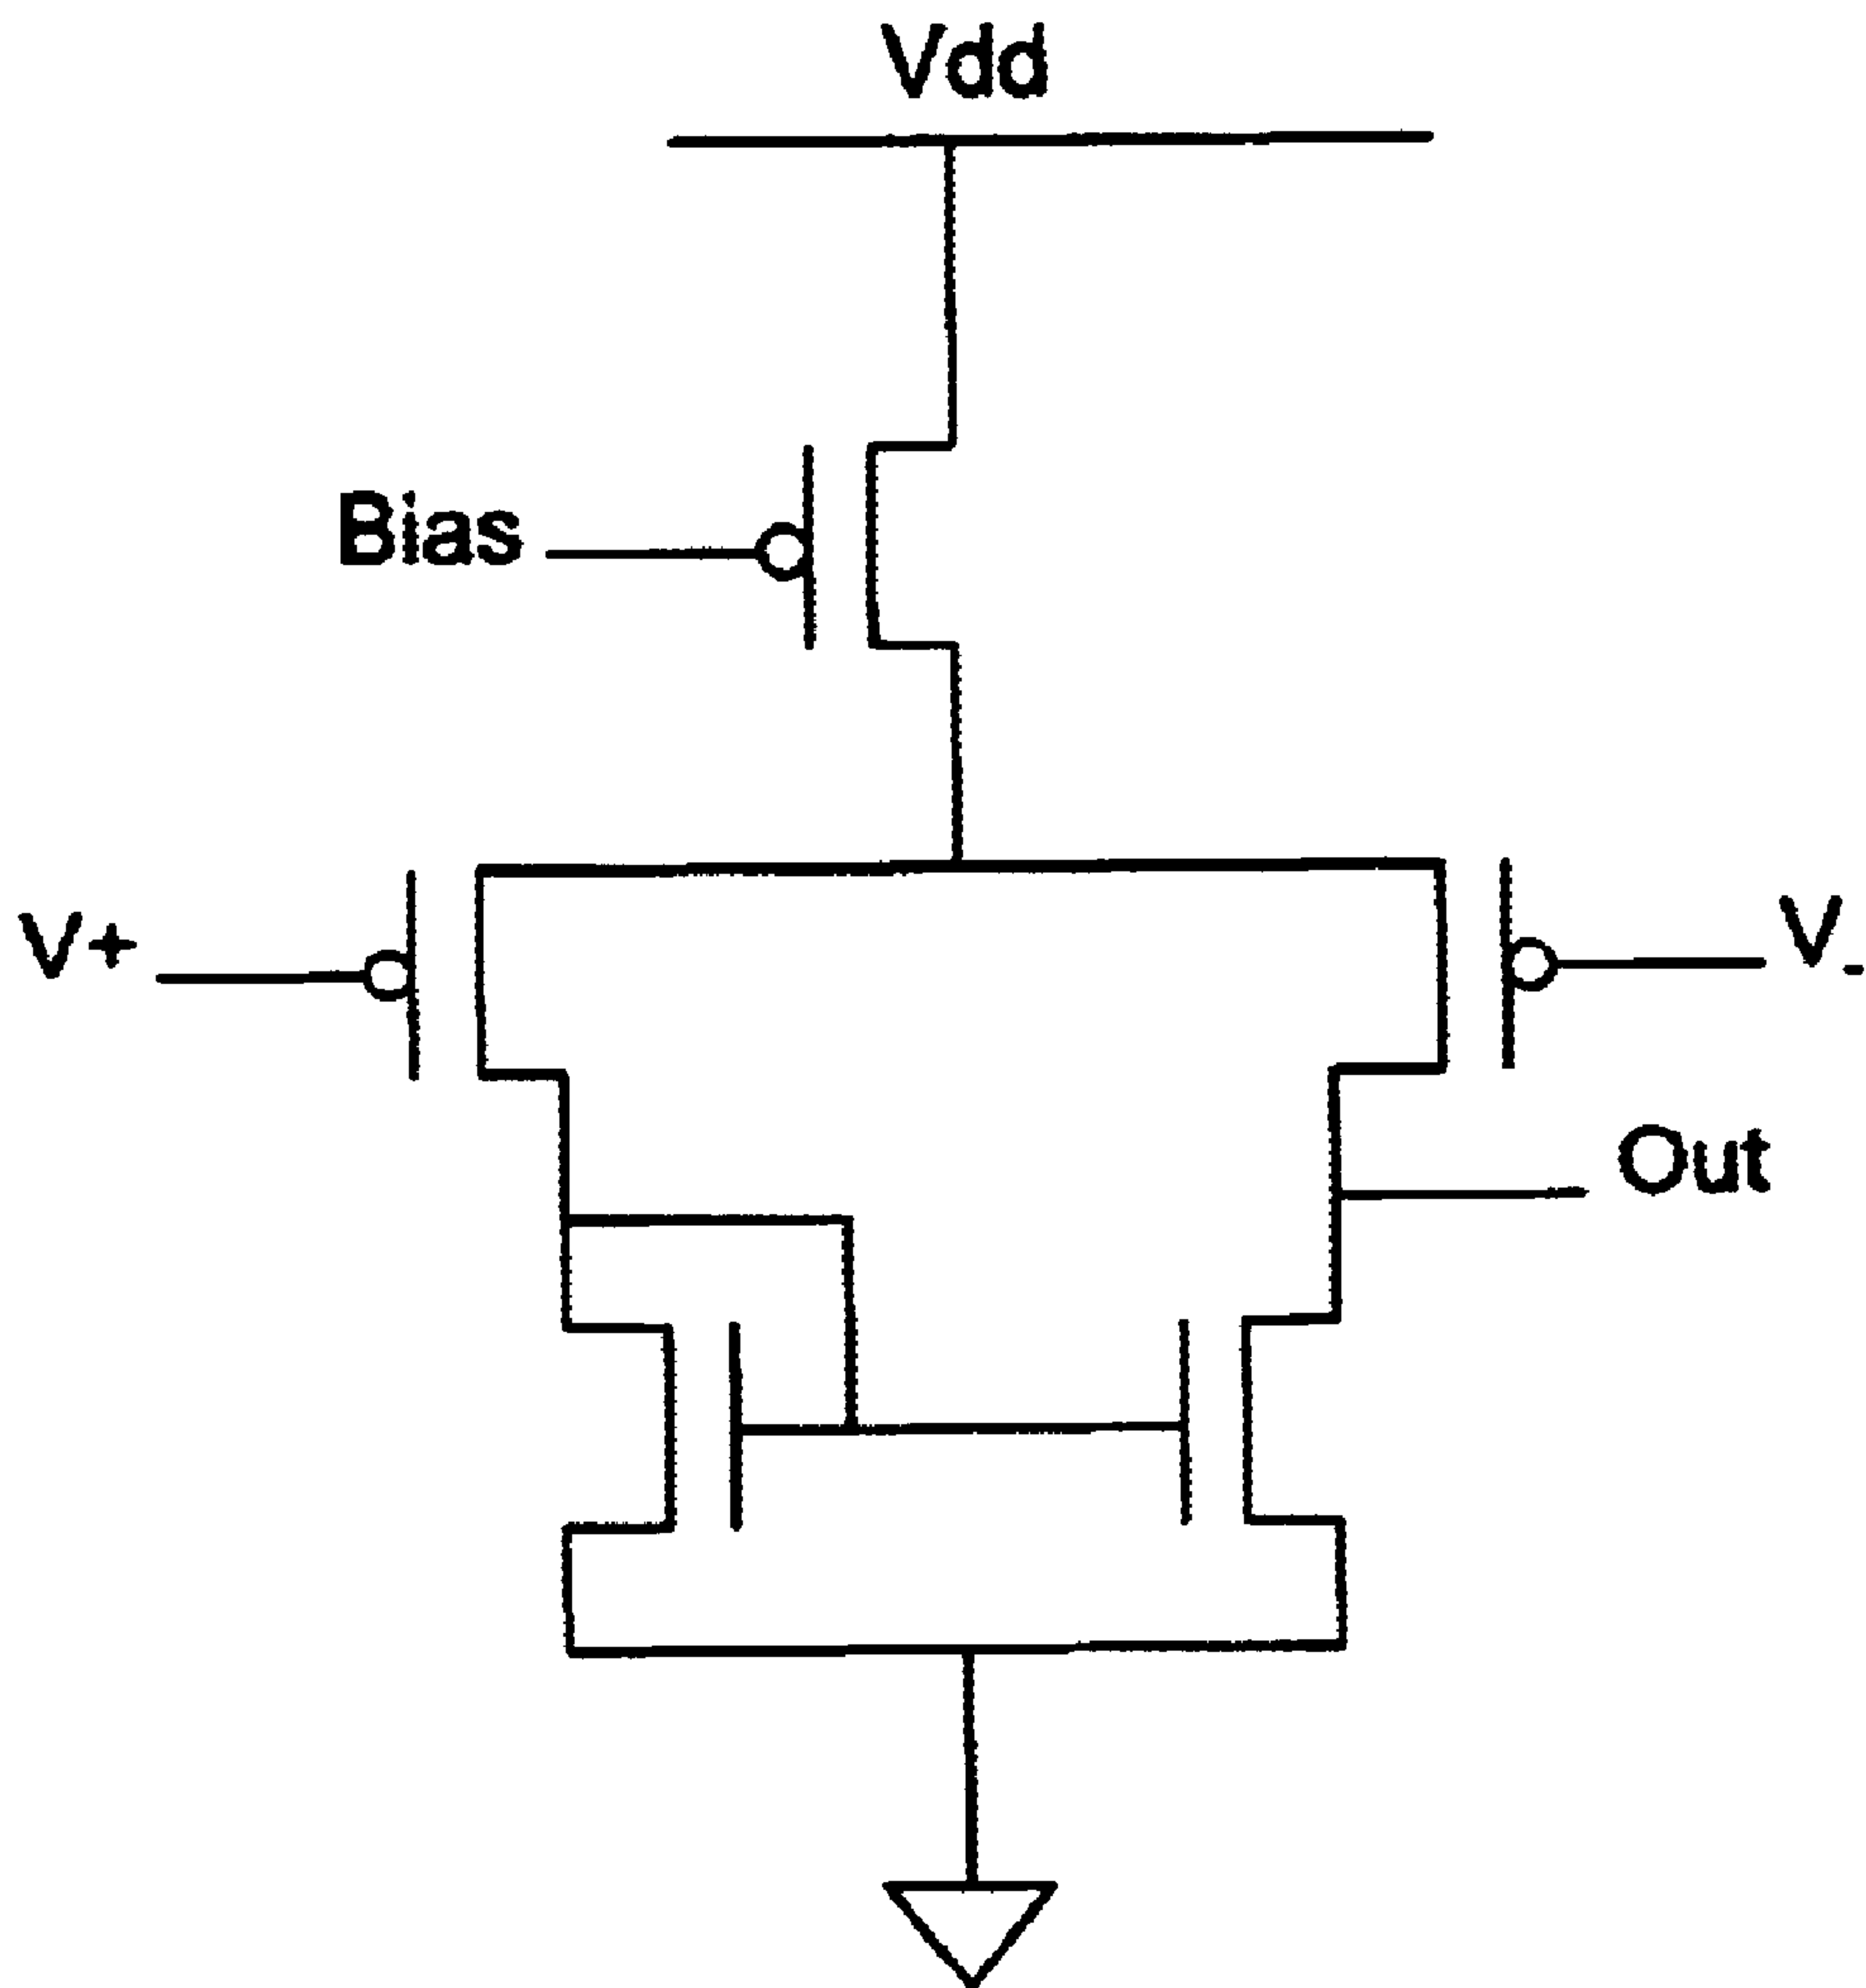 Vdd
Bias
V+
V-
Out